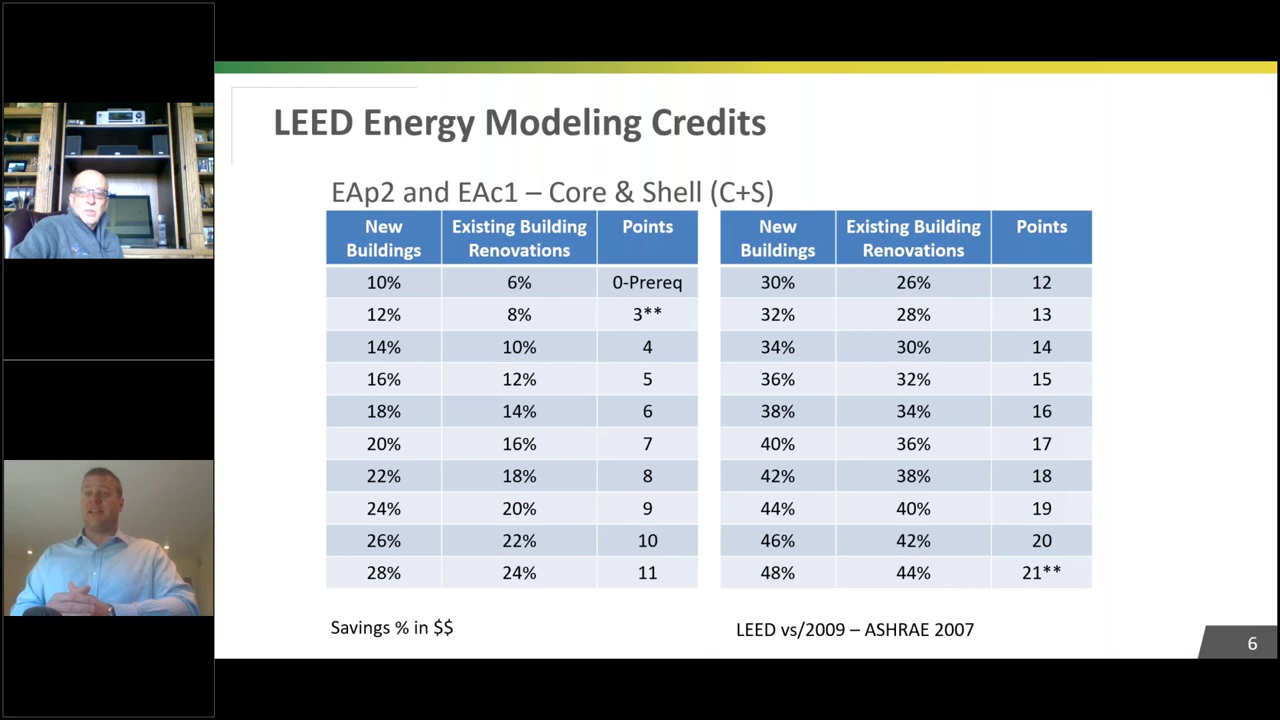 LEED Energy Modeling Credits
EAp2 and EAc1 – Core & Shell (C+S)
New Buildings Existing Building Renovations Points
10% 6% 0-Prereq
12% 8% 3**
14% 10% 4
16% 12% 5
18% 14% 6
20% 16% 7
22% 18% 8
24% 20% 9
26% 22% 10
28% 24% 11
New Buildings Existing Building Renovations Points
30% 26% 12
32% 28% 13
34% 30% 14
36% 32% 15
38% 34% 16
40% 36% 17
42% 38% 18
44% 40% 19
46% 42% 20
48% 44% 21**
Savings % in $$
LEED vs/2009 – ASHRAE 2007
6